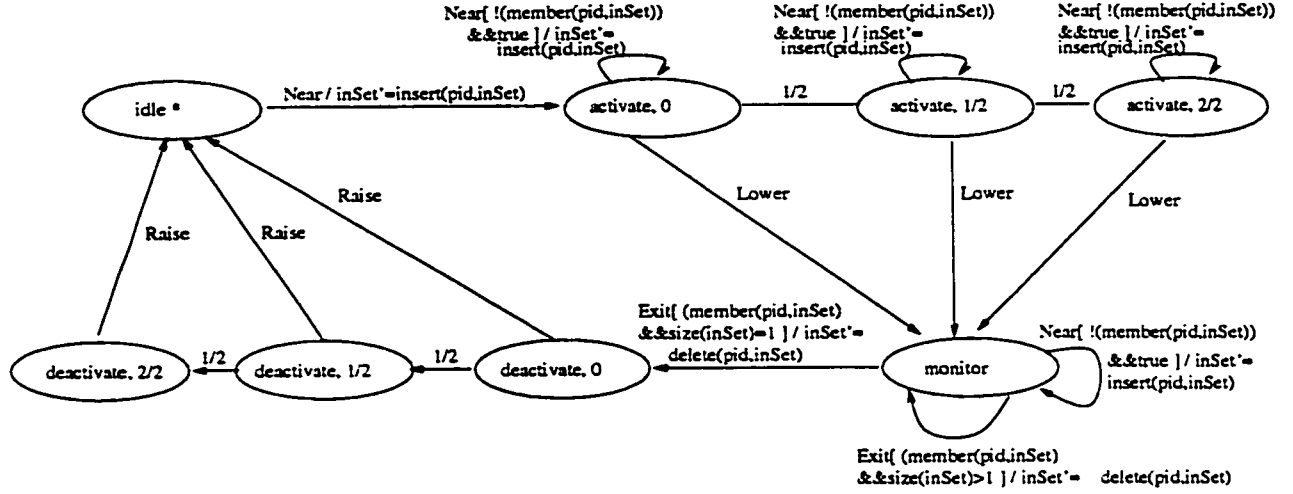 Near[ !(member(pid,inSet))
&&true ] / inSet'=
insert(pid,inSet)
Near[ !(member(pid,inSet))
&&true ] / inSet'=
insert(pid,inSet)
Near[ !(member(pid,inSet))
&&true ] / inSet'=
insert(pid,inSet)
idle *
Near / inSet'=insert(pid,inSet)
activate, 0
1/2
activate, 1/2
1/2
activate, 2/2
Raise
Raise
Raise
Lower
Lower
Lower
Exit[ (member(pid,inSet)
&&size(inSet)=1 ] / inSet'=
delete(pid,inSet)
Near[ !(member(pid,inSet))
&&true ] / inSet'=
insert(pid,inSet)
deactivate, 2/2
1/2
deactivate, 1/2
1/2
deactivate, 0
monitor
Exit[ (member(pid,inSet)
&&size(inSet)>1 ] / inSet'= delete(pid,inSet)